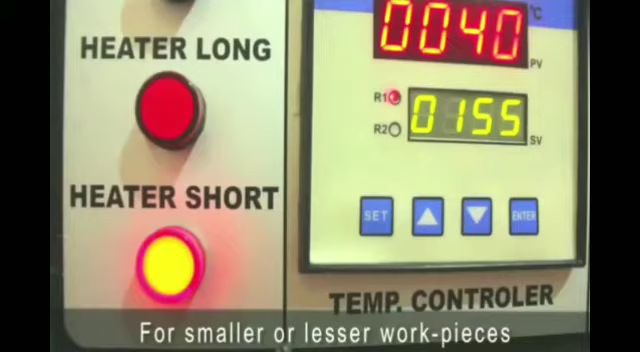 HEATER LONG
HEATER SHORT
0040
°C
PV
R1
R2
0155
SV
SET
ENTER
TEMP. CONTROLER
For smaller or lesser work-pieces